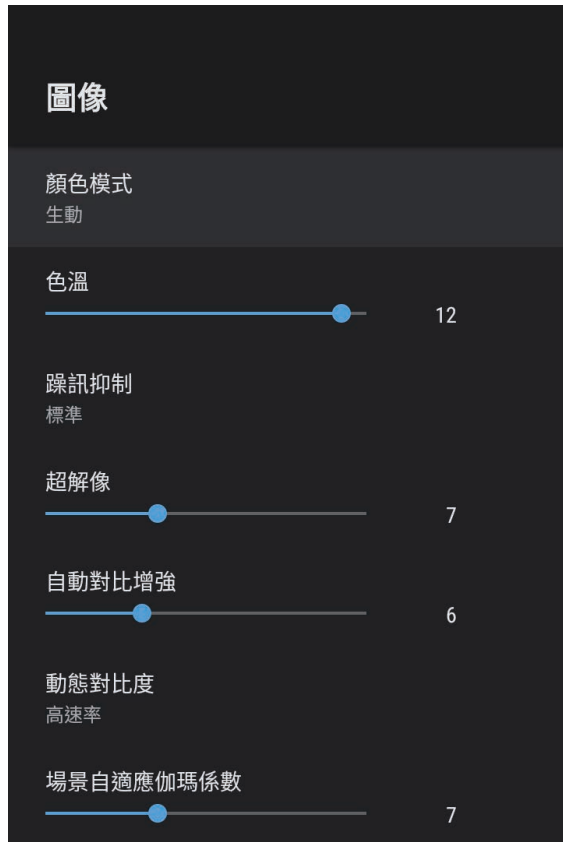 圖像
顏色模式
生動
色溫
12
躁訊抑制
標準
超解像
7
自動對比增強
6
動態對比度
高速率
場景自適應伽瑪係數
7